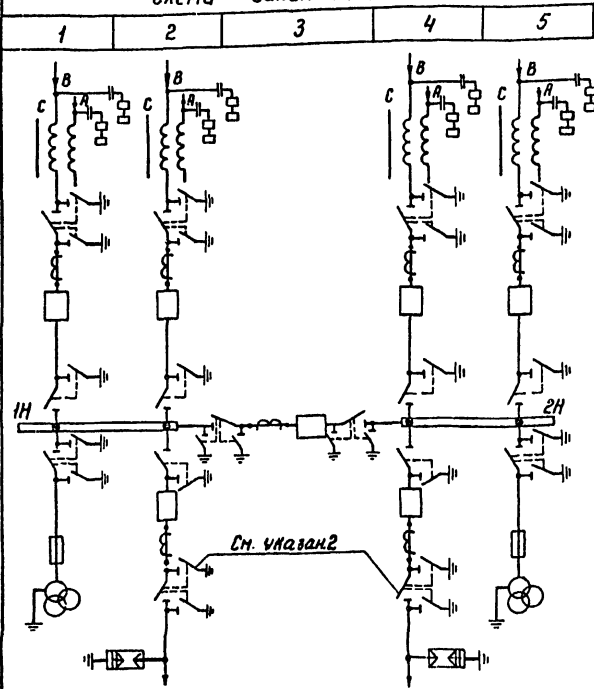 1 2 3 4 5
В В В В
С А С А С А С А
1Н 2Н
См. указан2